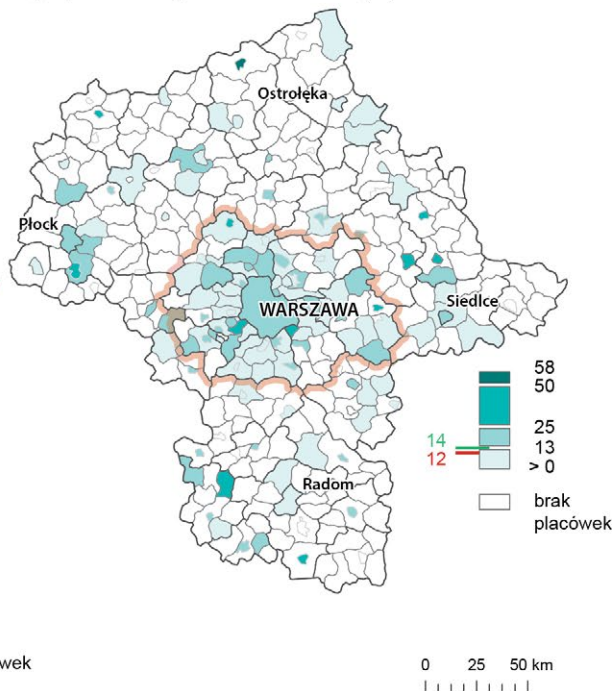 Ostrołęka
Płock
WARSZAWA
Siedlce
58
50
25
14
13
12
> 0
Radom
brak
placówek
wek
0 25 50 km